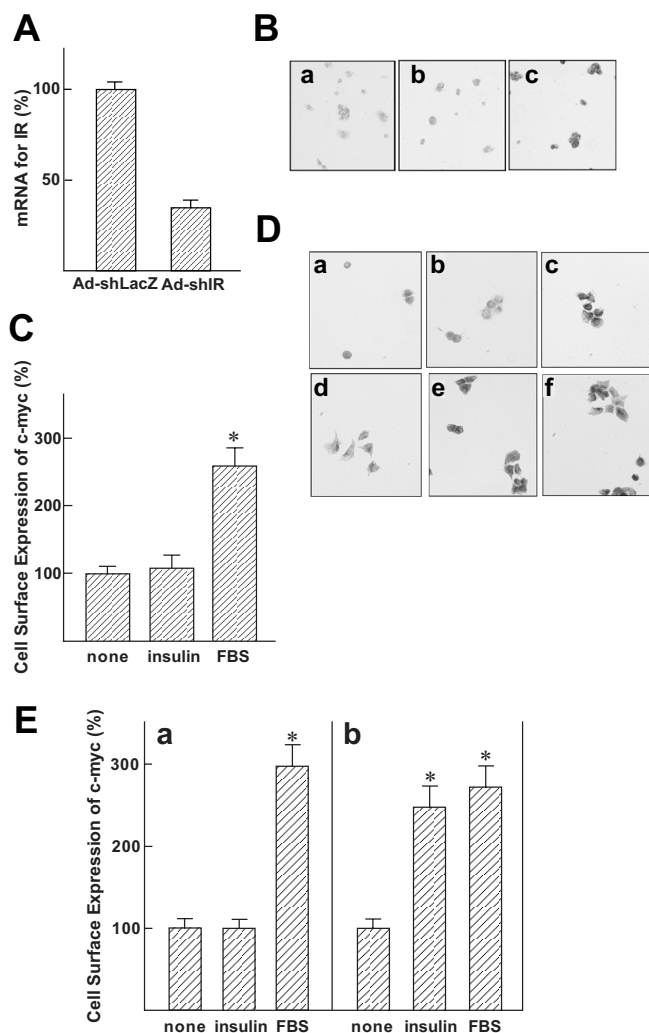 A
mRNA for IR (%)
100
50
Ad-shLacZ Ad-shIR
B
a b c
C
Cell Surface Expression of c-myc (%)
300
200
100
*
none insulin FBS
D
a b c
d e f
E
Cell Surface Expression of c-myc (%)
300
200
100
a
*
none insulin FBS
b
* *
none insulin FBS